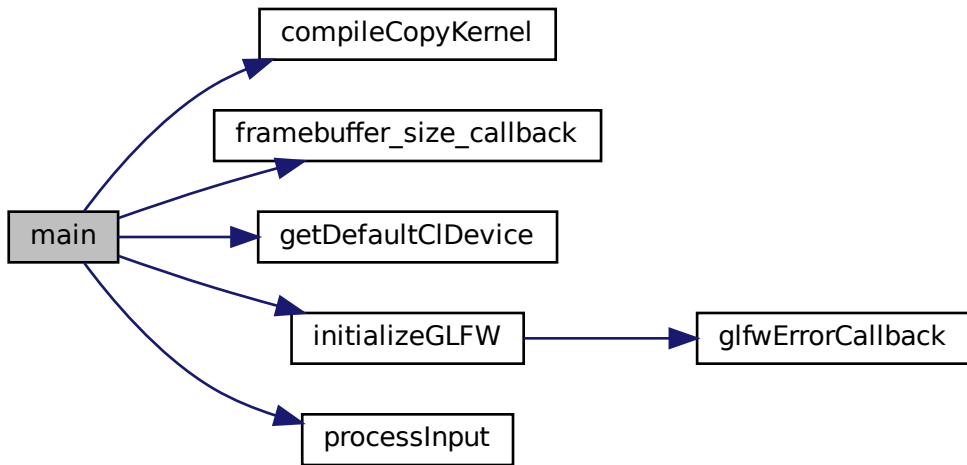 compileCopyKernel
framebuffer_size_callback
main
getDefaultClDevice
initializeGLFW
glfwErrorCallback
processInput